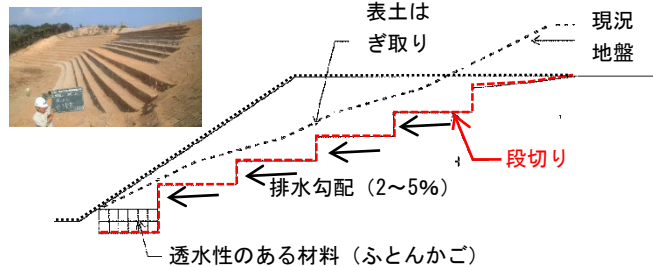 表土は
ぎ取り
現況
地盤
段切り
排水勾配（2～5%）
透水性のある材料（ふとんかご）